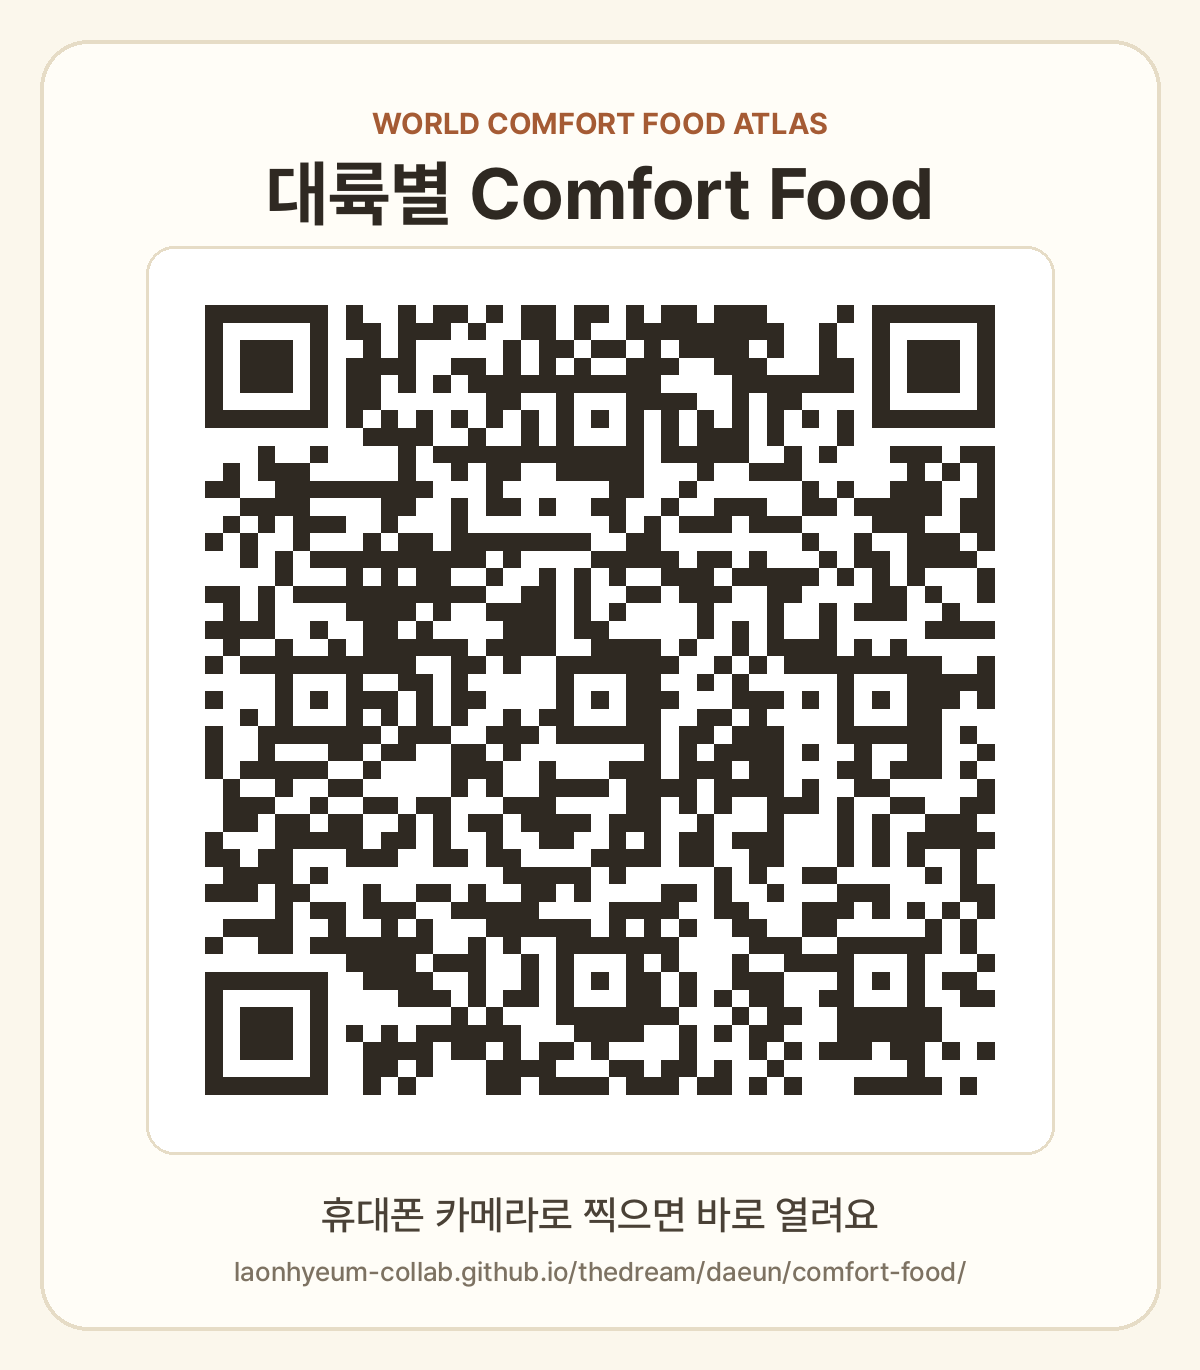 WORLD COMFORT FOOD ATLAS
대륙별 Comfort Food
휴대폰 카메라로 찍으면 바로 열려요
laonhyeum-collab.github.io/thedream/daeun/comfort-food/